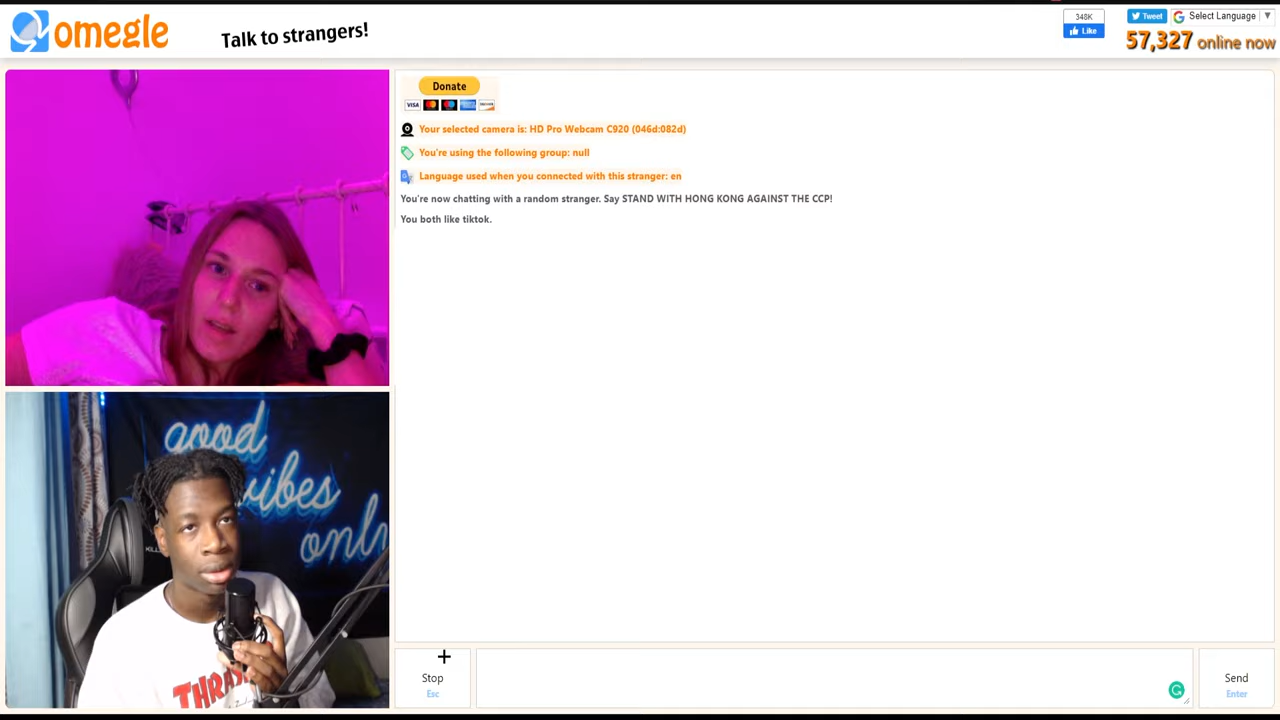 omegle
Talk to strangers!
348K
Like
Tweet
Select Language
57,327 online now
Donate
VISA
Your selected camera is: HD Pro Webcam C920 (046d:082d)
You're using the following group: null
Language used when you connected with this stranger: en
You're now chatting with a random stranger. Say STAND WITH HONG KONG AGAINST THE CCP!
You both like tiktok.
good
vibes
only
THRAS
Stop
Esc
Send
Enter